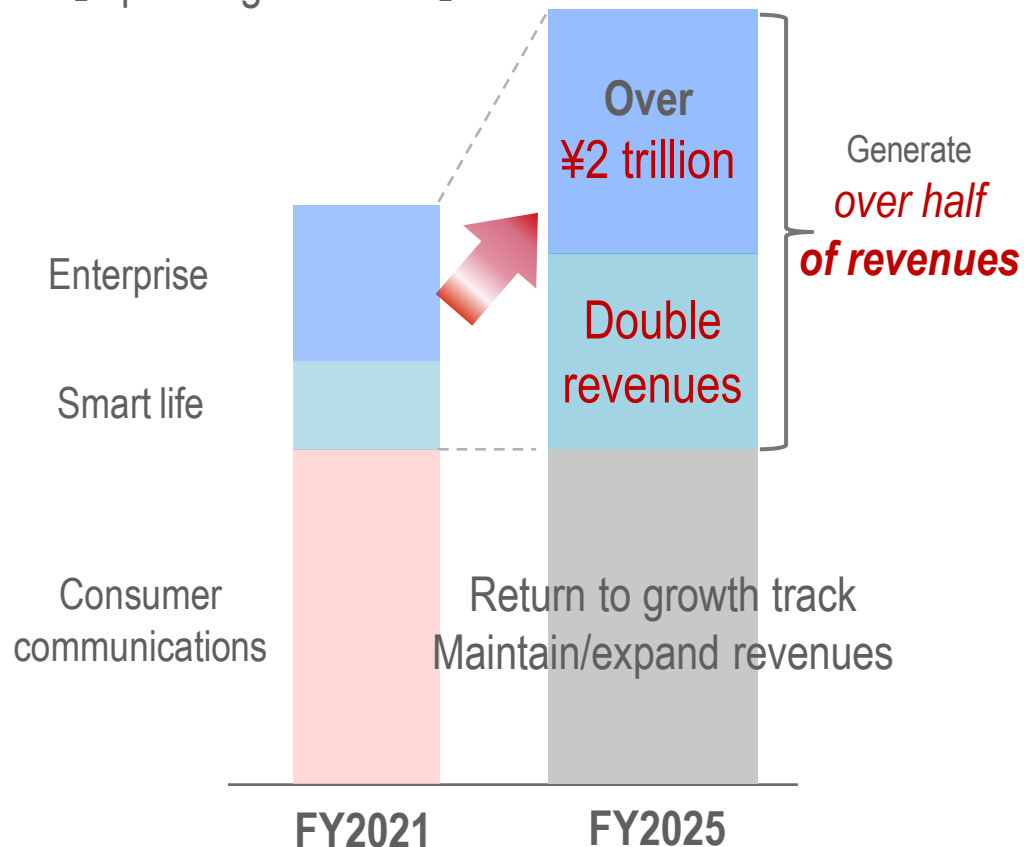 Over
¥2 trillion
Generate
over half
of revenues
Enterprise
Double
revenues
Smart life
Consumer
communications
Return to growth track
Maintain/expand revenues
FY2021
FY2025